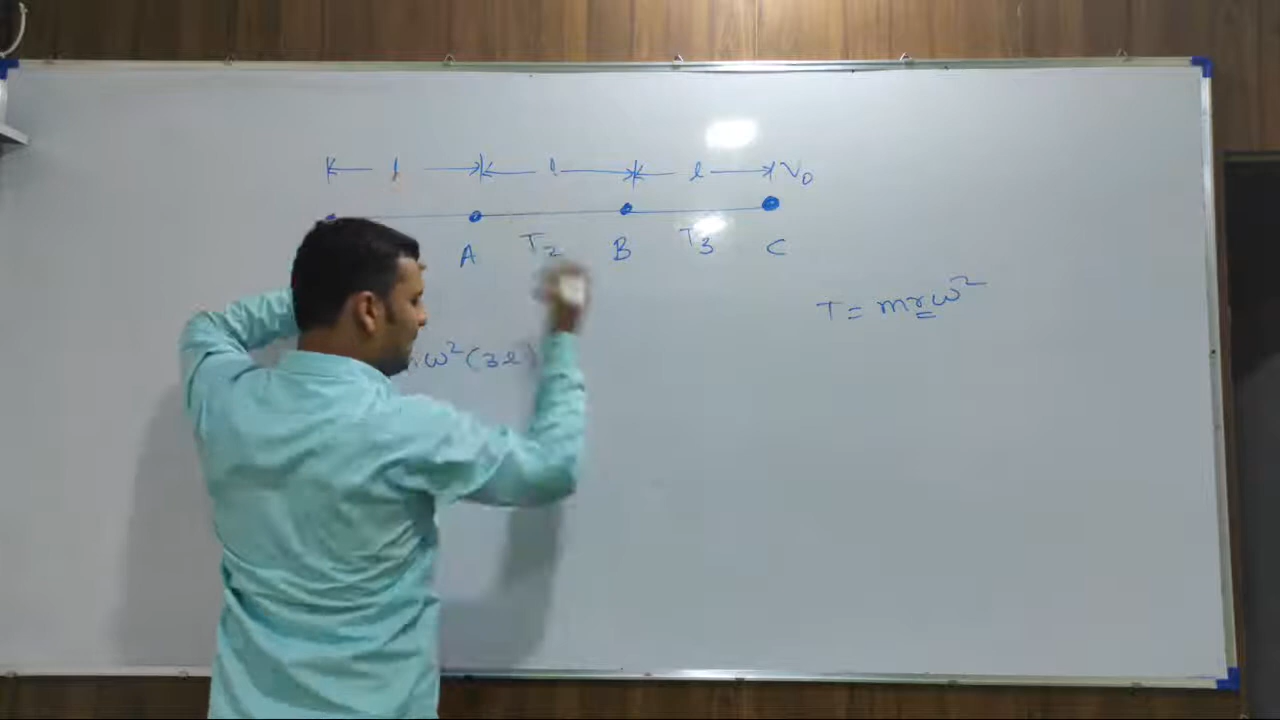 l l l V₀
A T₂ B T₃ C
T = mrω²
ω²(3l)